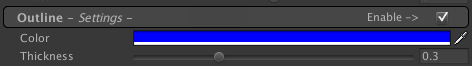 Outline – Settings – Enable ->
Color
Thickness 0.3